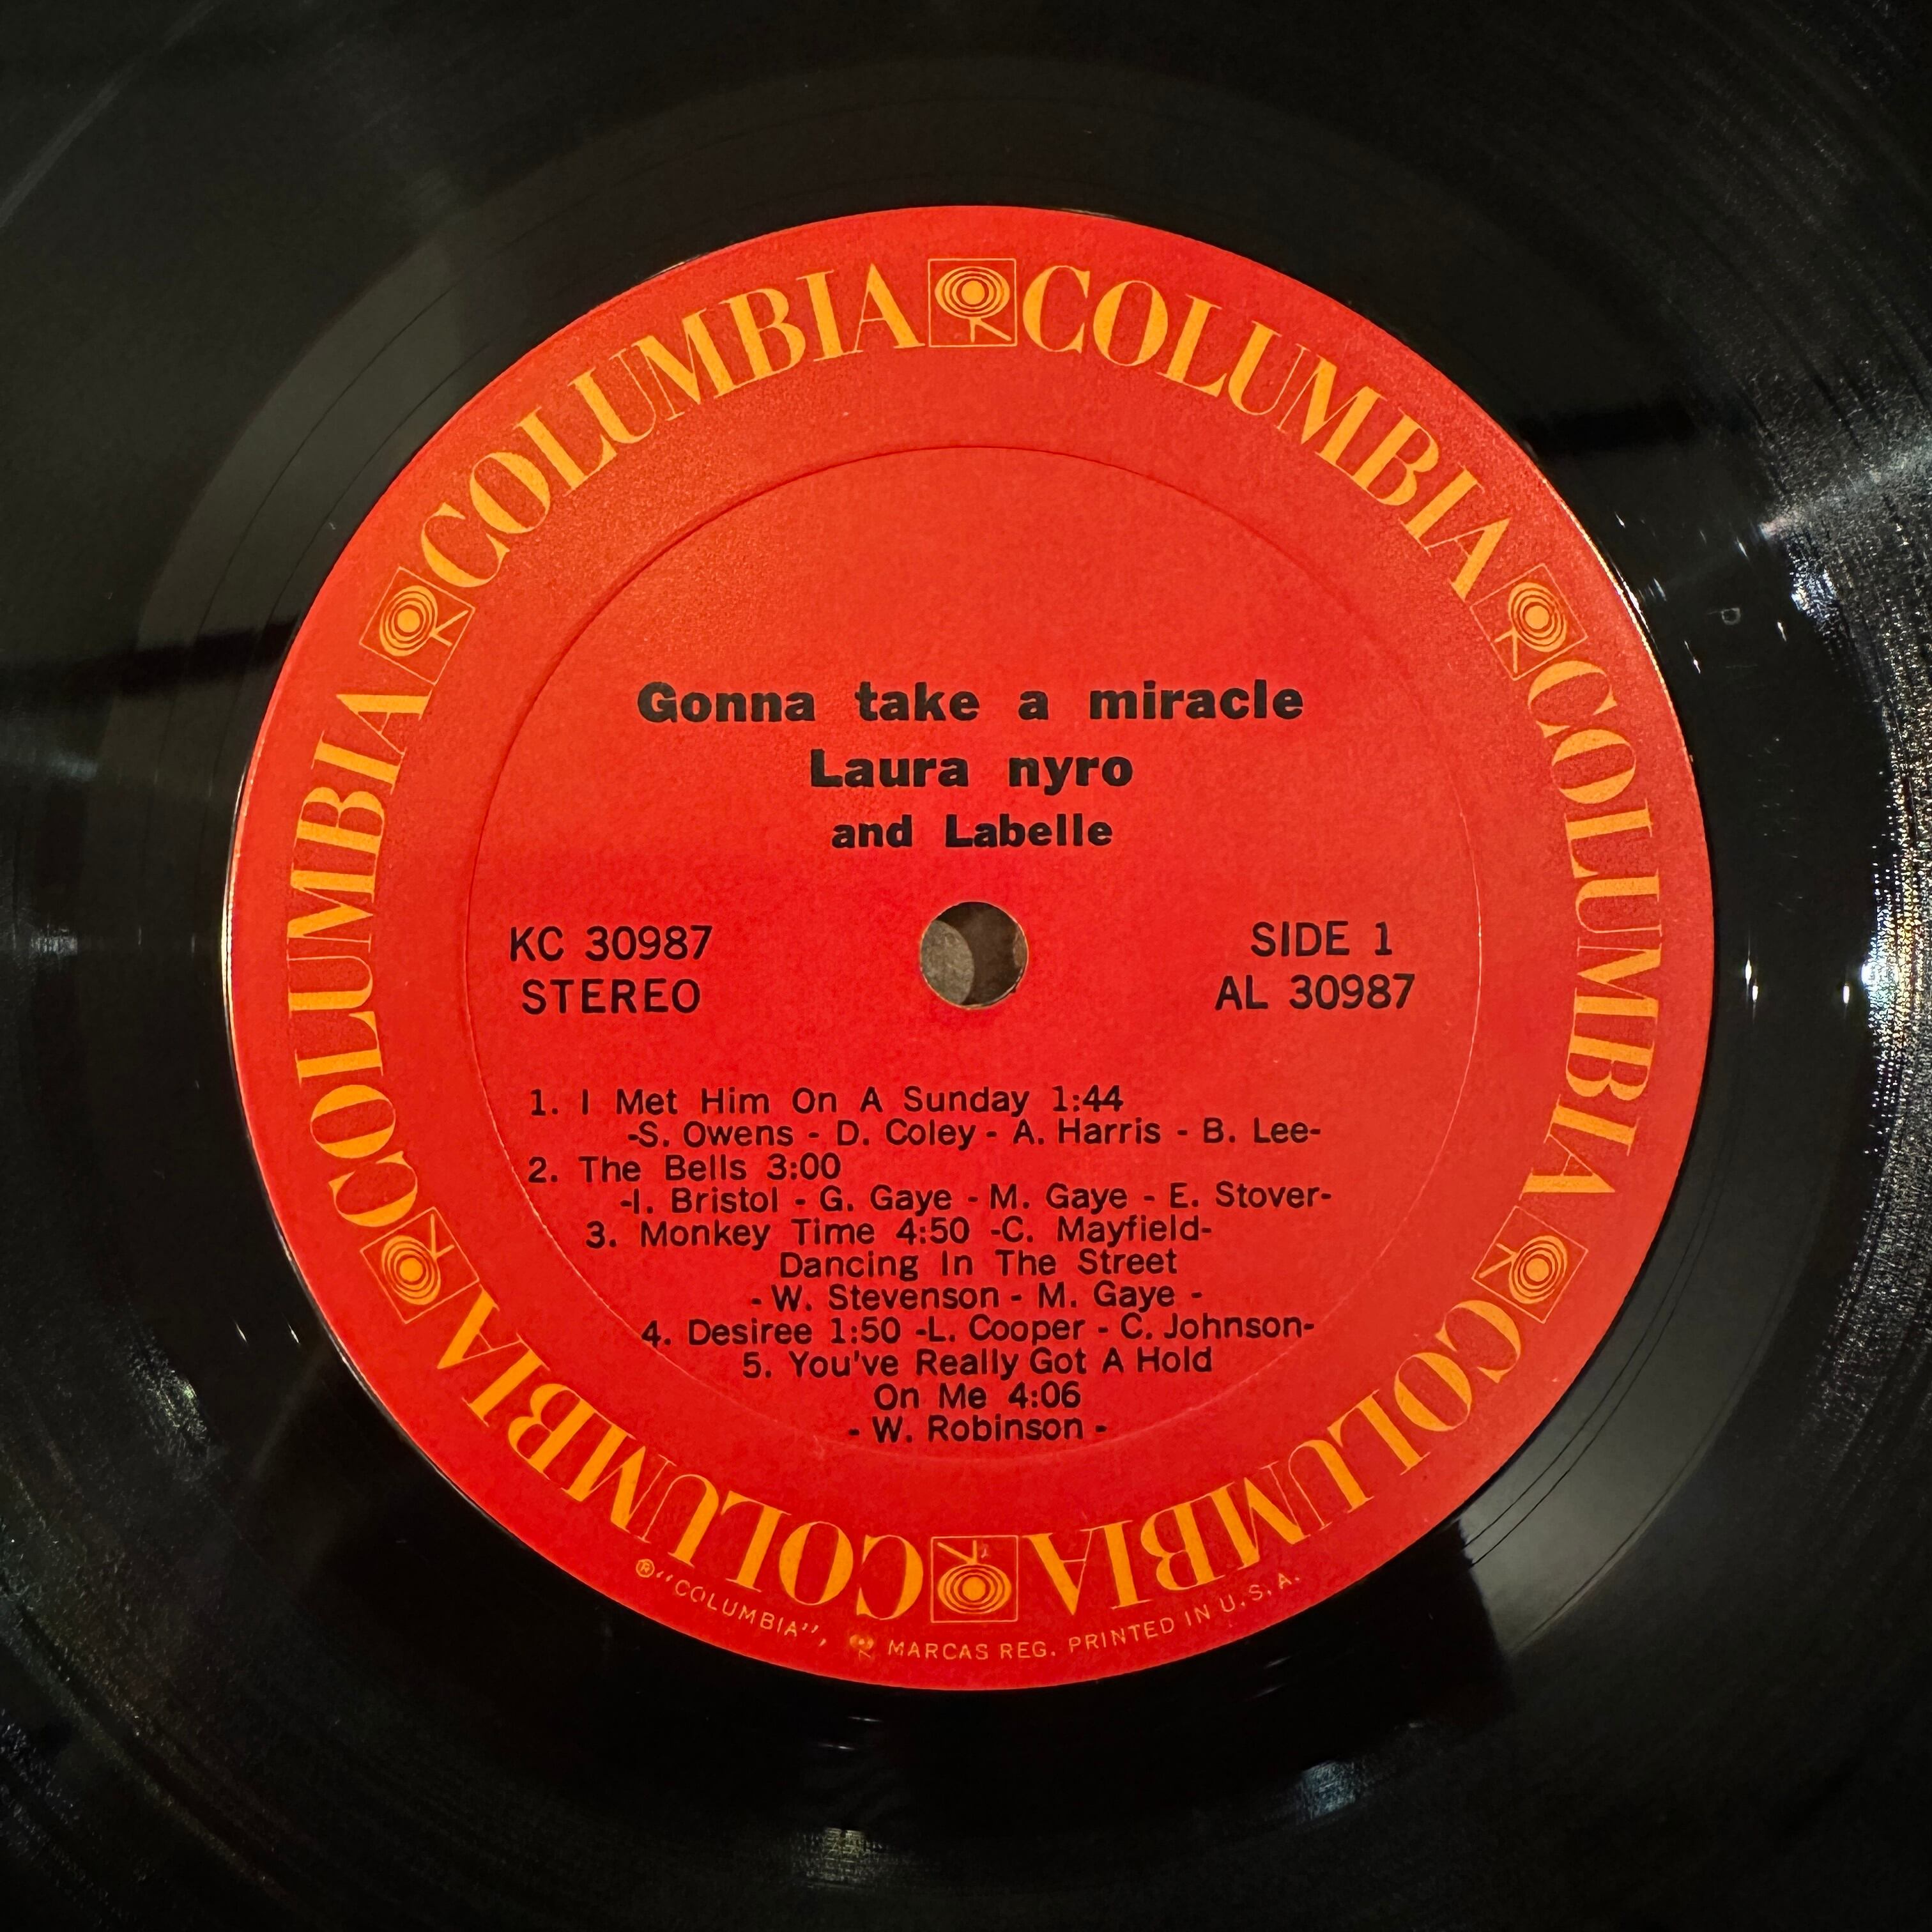 COLUMBIA COLUMBIA COLUMBIA COLUMBIA COLUMBIA COLUMBIA
Gonna take a miracle
Laura nyro
and Labelle
KC 30987
STEREO
SIDE 1
AL 30987
1. I Met Him On A Sunday 1:44
-S. Owens - D. Coley - A. Harris - B. Lee-
2. The Bells 3:00
-I. Bristol - G. Gaye - M. Gaye - E. Stover-
3. Monkey Time 4:50 -C. Mayfield-
Dancing In The Street
- W. Stevenson - M. Gaye -
4. Desiree 1:50 -L. Cooper - C. Johnson-
5. You've Really Got A Hold
On Me 4:06
- W. Robinson -
® "COLUMBIA", MARCAS REG. PRINTED IN U.S.A.